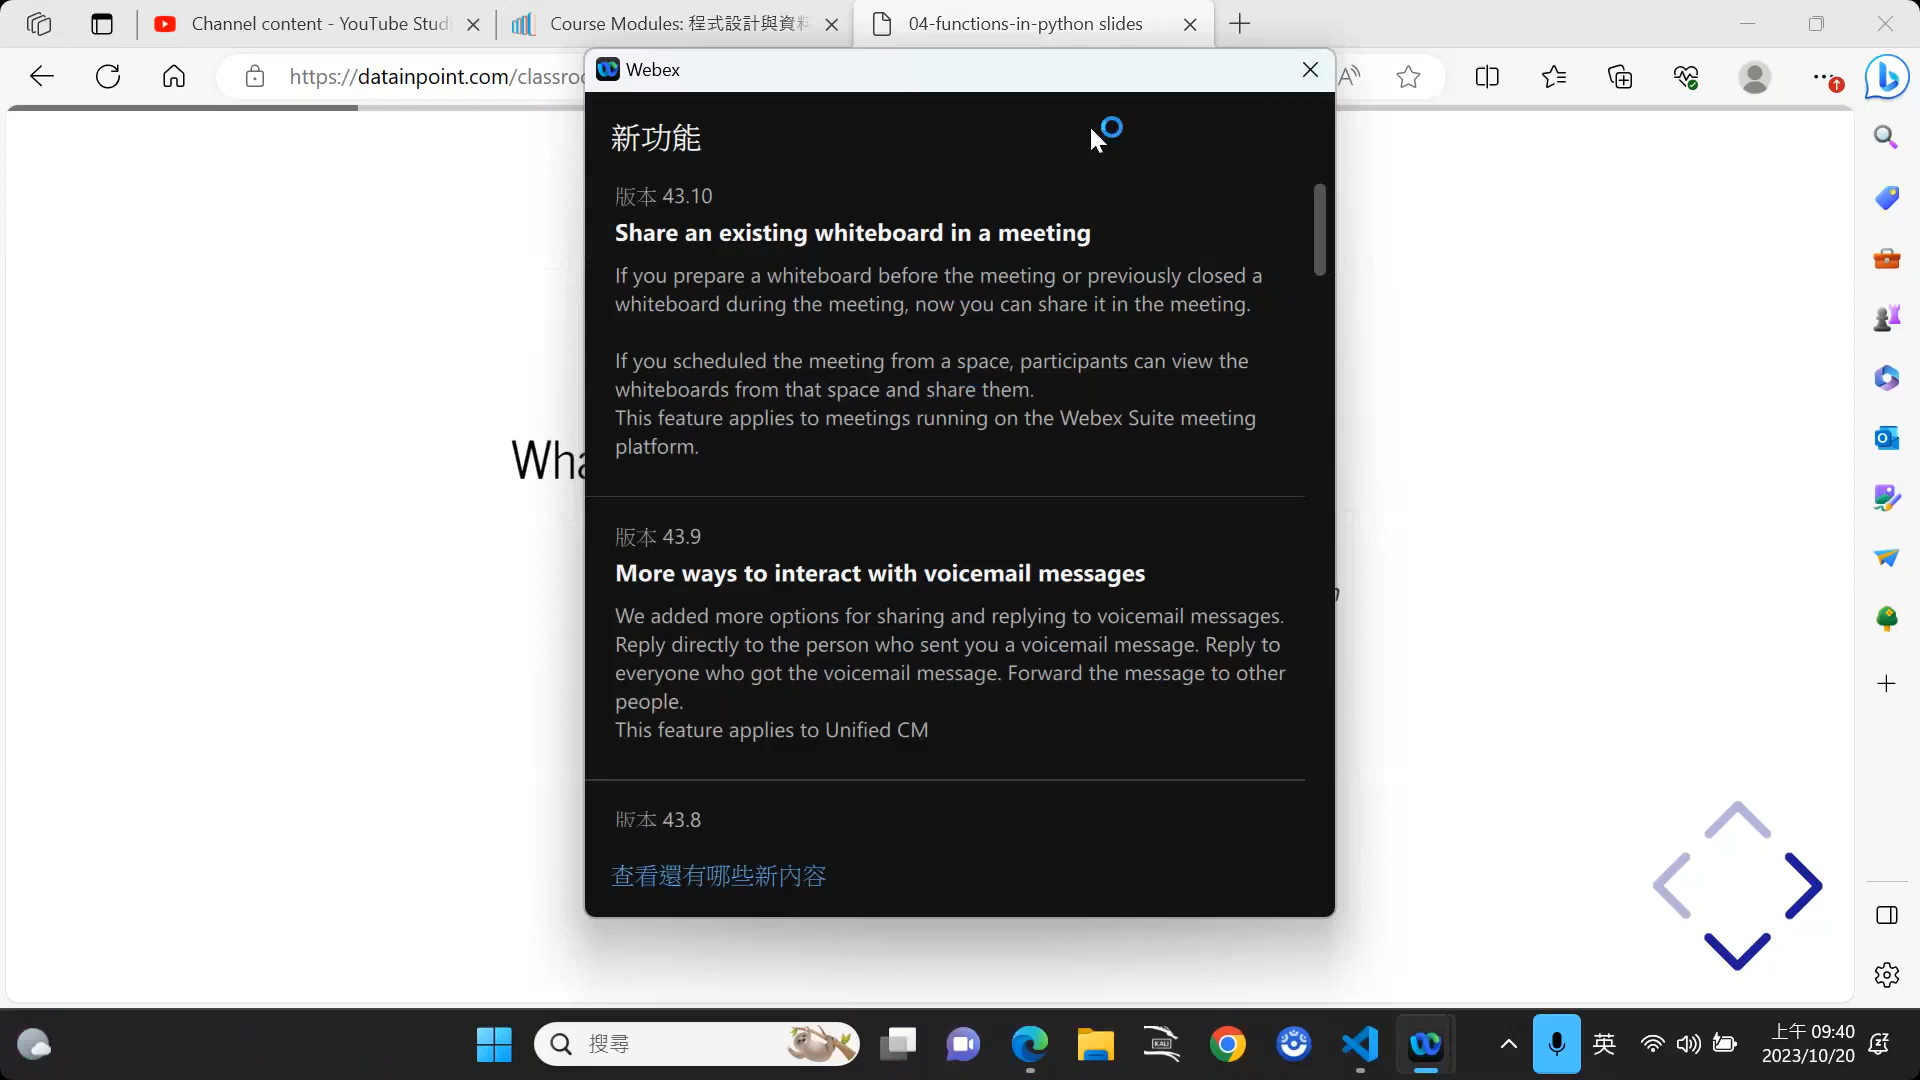 Channel content - YouTube Studi
Course Modules: 程式設計與資料
04-functions-in-python slides
https://datainpoint.com/classroo
Webex
新功能
版本 43.10
Share an existing whiteboard in a meeting
If you prepare a whiteboard before the meeting or previously closed a
whiteboard during the meeting, now you can share it in the meeting.
If you scheduled the meeting from a space, participants can view the
whiteboards from that space and share them.
This feature applies to meetings running on the Webex Suite meeting
platform.
Wha
版本 43.9
More ways to interact with voicemail messages
We added more options for sharing and replying to voicemail messages.
Reply directly to the person who sent you a voicemail message. Reply to
everyone who got the voicemail message. Forward the message to other
people.
This feature applies to Unified CM
版本 43.8
查看還有哪些新內容
搜尋
KALI
英
上午 09:40
2023/10/20